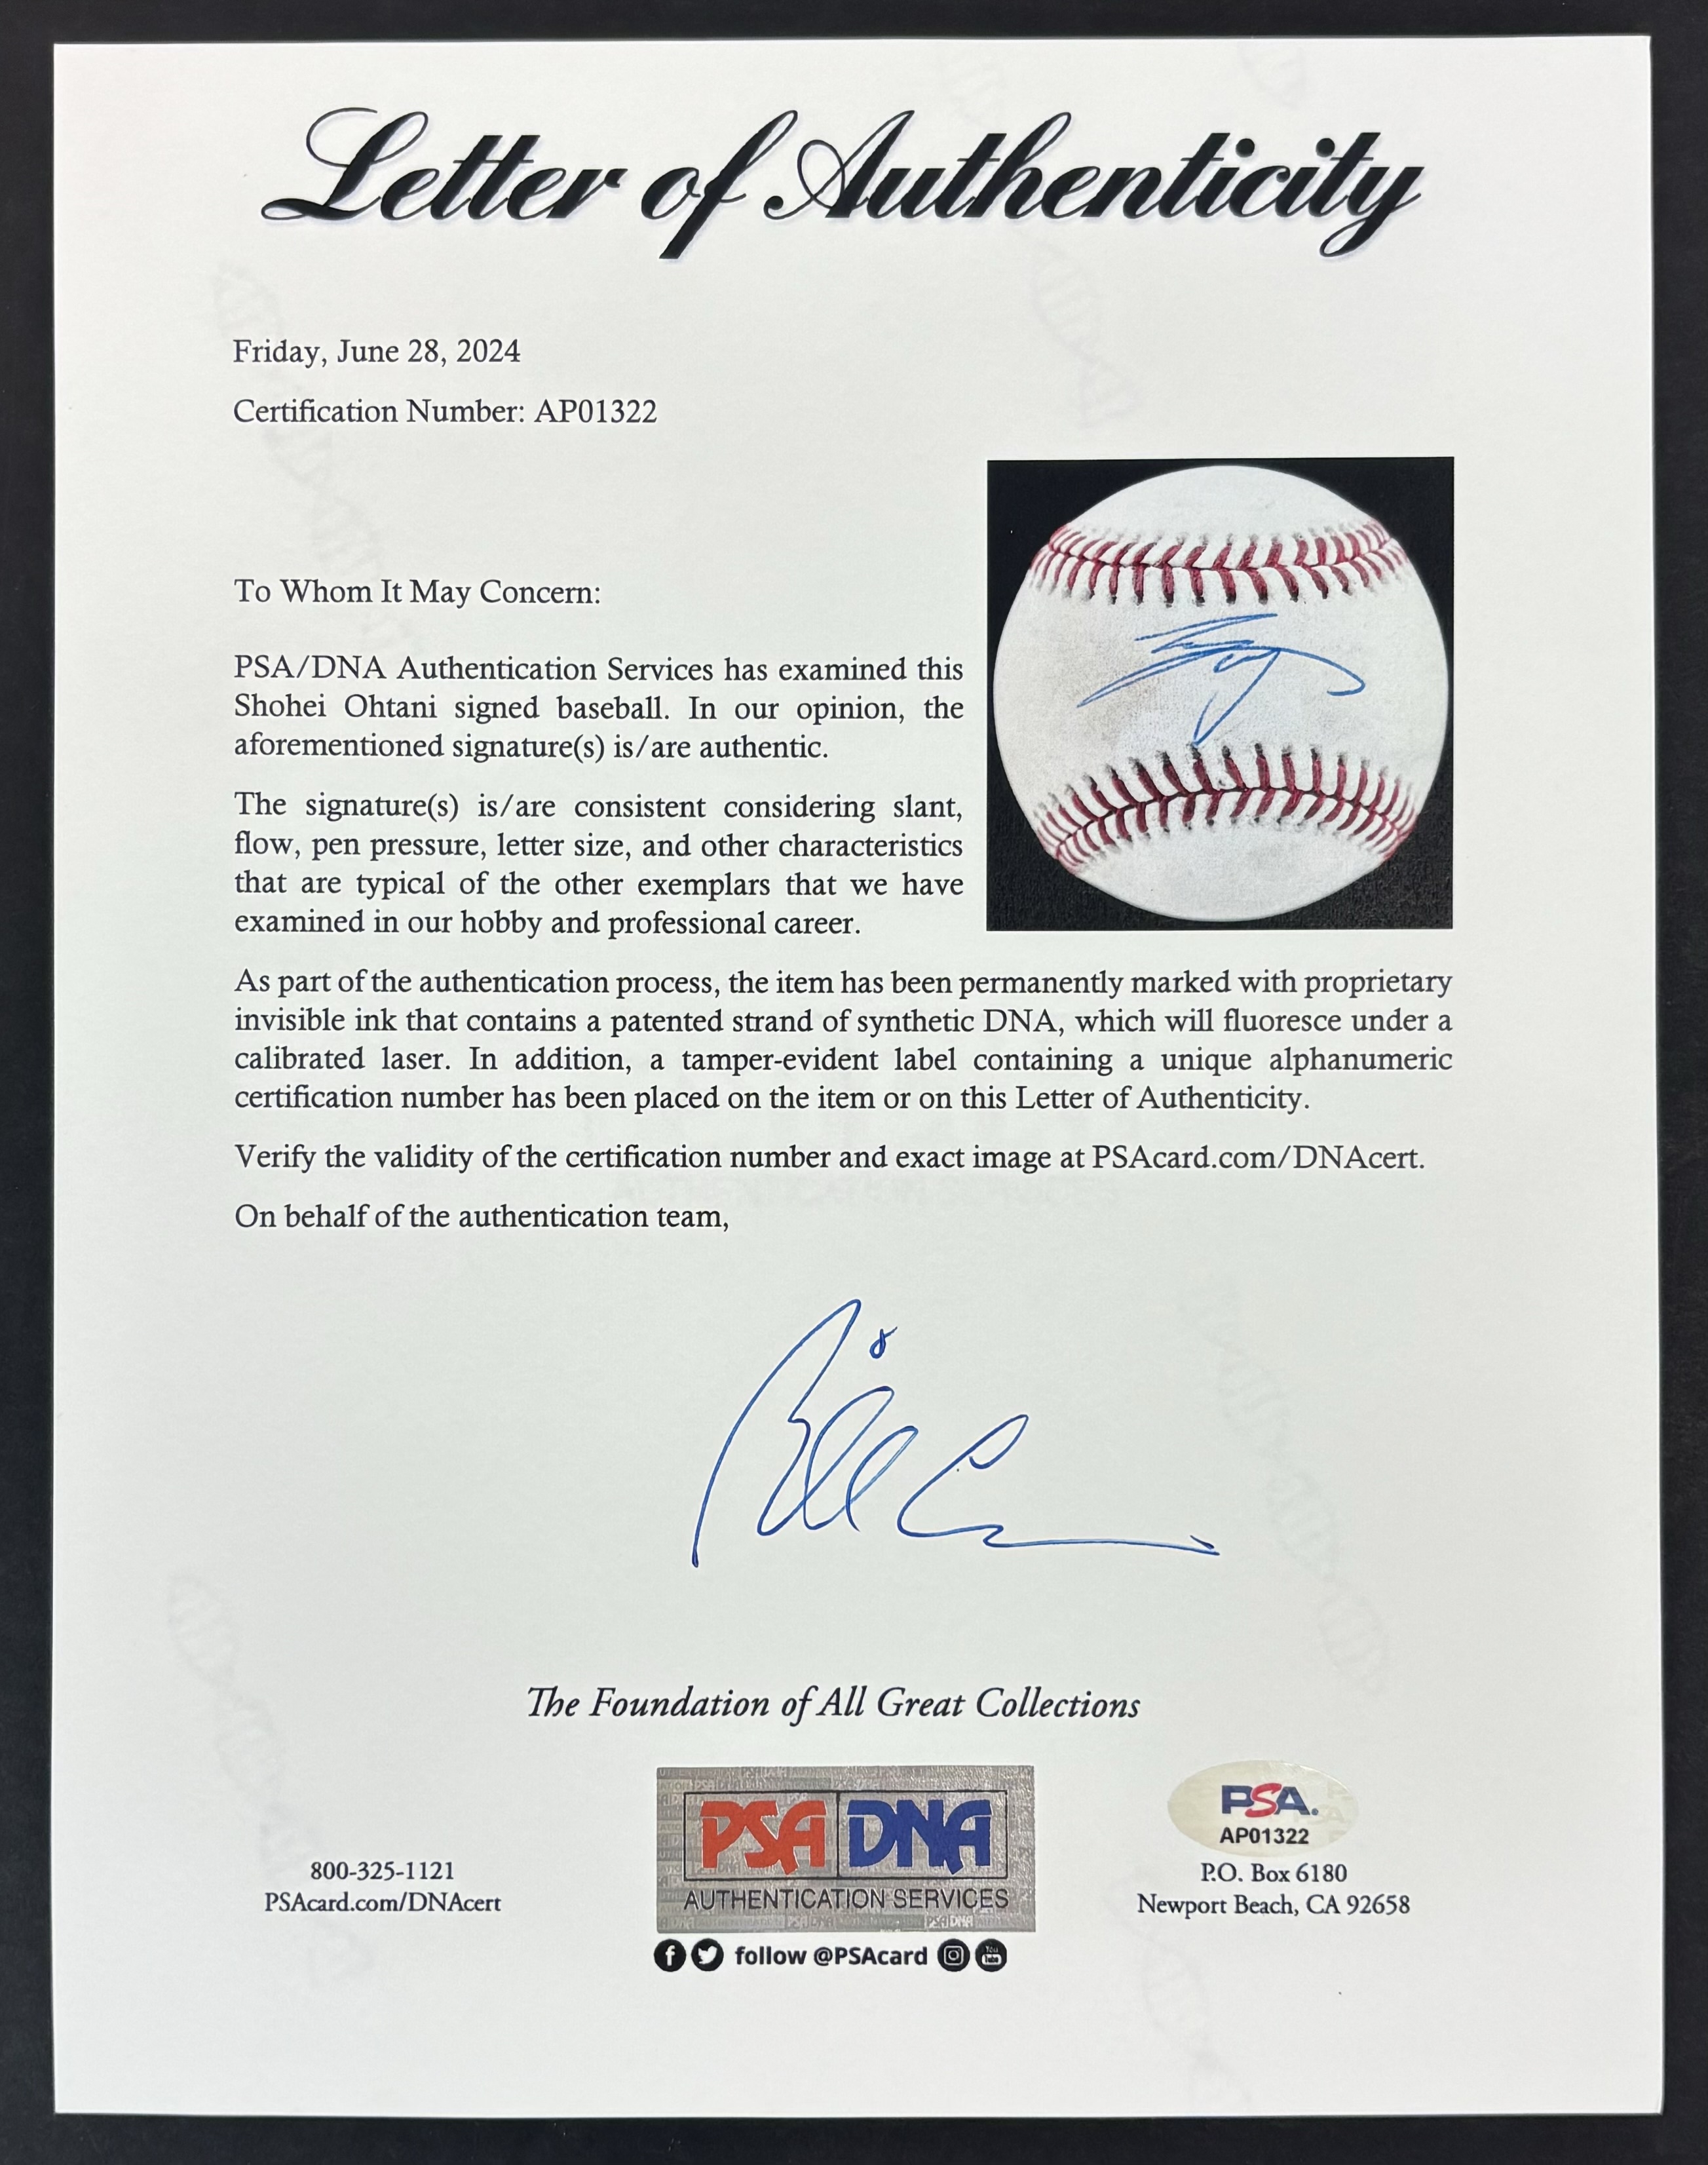 Letter of Authenticity
Friday, June 28, 2024
Certification Number: AP01322
To Whom It May Concern:
PSA/DNA Authentication Services has examined this
Shohei Ohtani signed baseball. In our opinion, the
aforementioned signature(s) is/are authentic.
The signature(s) is/are consistent considering slant,
flow, pen pressure, letter size, and other characteristics
that are typical of the other exemplars that we have
examined in our hobby and professional career.
As part of the authentication process, the item has been permanently marked with proprietary
invisible ink that contains a patented strand of synthetic DNA, which will fluoresce under a
calibrated laser. In addition, a tamper-evident label containing a unique alphanumeric
certification number has been placed on the item or on this Letter of Authenticity.
Verify the validity of the certification number and exact image at PSAcard.com/DNAcert.
On behalf of the authentication team,
The Foundation of All Great Collections
800-325-1121
PSAcard.com/DNAcert
PSA DNA
AUTHENTICATION SERVICES
follow @PSAcard
PSA.
AP01322
P.O. Box 6180
Newport Beach, CA 92658